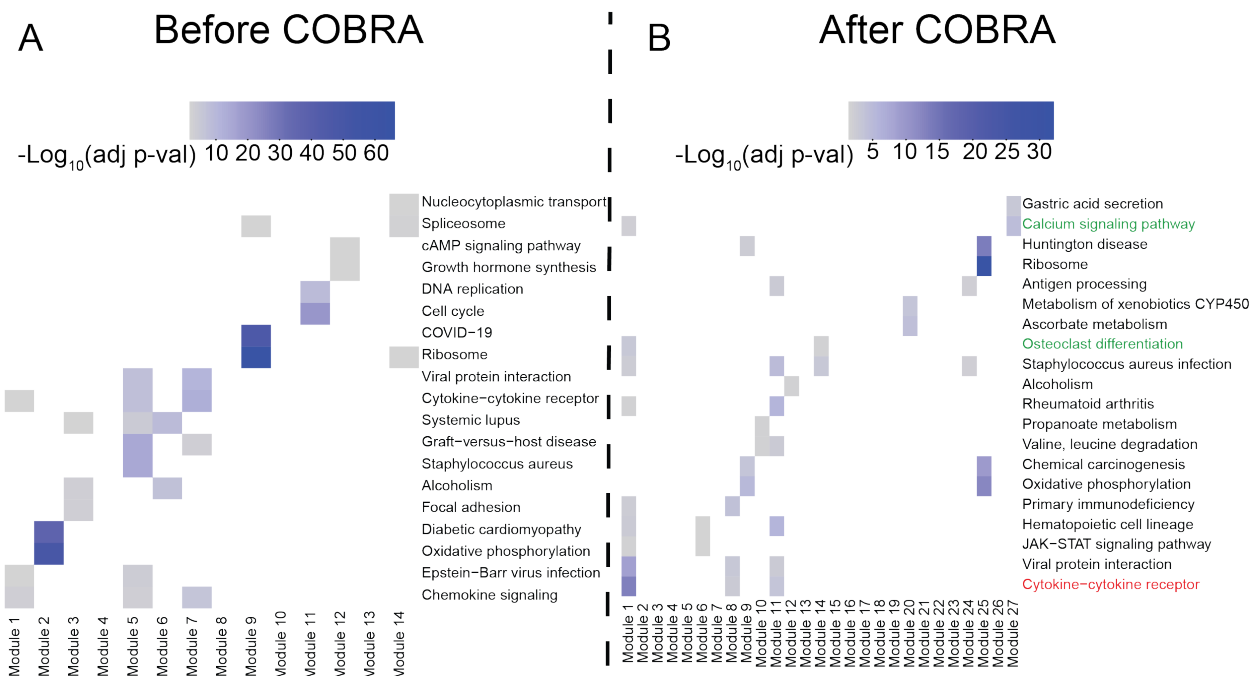 A
Before COBRA
-Log10(adj p-val) 10 20 30 40 50 60
Nucleocytoplasmic transport
Spliceosome
cAMP signaling pathway
Growth hormone synthesis
DNA replication
Cell cycle
COVID−19
Ribosome
Viral protein interaction
Cytokine−cytokine receptor
Systemic lupus
Graft−versus−host disease
Staphylococcus aureus
Alcoholism
Focal adhesion
Diabetic cardiomyopathy
Oxidative phosphorylation
Epstein−Barr virus infection
Chemokine signaling
Module 1
Module 2
Module 3
Module 4
Module 5
Module 6
Module 7
Module 8
Module 9
Module 10
Module 11
Module 12
Module 13
Module 14
B
After COBRA
-Log10(adj p-val) 5 10 15 20 25 30
Gastric acid secretion
Calcium signaling pathway
Huntington disease
Ribosome
Antigen processing
Metabolism of xenobiotics CYP450
Ascorbate metabolism
Osteoclast differentiation
Staphylococcus aureus infection
Alcoholism
Rheumatoid arthritis
Propanoate metabolism
Valine, leucine degradation
Chemical carcinogenesis
Oxidative phosphorylation
Primary immunodeficiency
Hematopoietic cell lineage
JAK−STAT signaling pathway
Viral protein interaction
Cytokine−cytokine receptor
Module 1
Module 2
Module 3
Module 4
Module 5
Module 6
Module 7
Module 8
Module 9
Module 10
Module 11
Module 12
Module 13
Module 14
Module 15
Module 16
Module 17
Module 18
Module 19
Module 20
Module 21
Module 22
Module 23
Module 24
Module 25
Module 26
Module 27